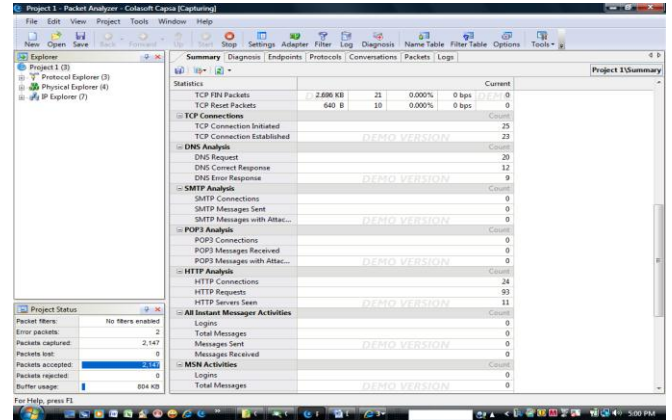 Project 1 - Packet Analyzer - Colasoft Capsa [Capturing]
File Edit View Project Tools Window Help
New Open Save Back Forward Up Start Stop Settings Adapter Filter Log Diagnosis Name Table Filter Table Options Tools
Explorer
Project 1 (3)
Protocol Explorer (3)
Physical Explorer (4)
IP Explorer (7)
Summary Diagnosis Endpoints Protocols Conversations Packets Logs
Project 1\Summary
Statistics Current
TCP FIN Packets 2.686 KB 21 0.000% 0 bps 0
TCP Reset Packets 640 B 10 0.000% 0 bps 0
TCP Connections Count
TCP Connection Initiated 25
TCP Connection Established 23
DNS Analysis Count
DNS Request 20
DNS Correct Response 12
DNS Error Response DEMO VERSION 9
SMTP Analysis Count
SMTP Connections 0
SMTP Messages Sent 0
SMTP Messages with Attac... DEMO VERSION 0
POP3 Analysis Count
POP3 Connections 0
POP3 Messages Received 0
POP3 Messages with Attac... DEMO VERSION 0
HTTP Analysis Count
HTTP Connections 24
HTTP Requests 93
HTTP Servers Seen DEMO VERSION 11
All Instant Messager Activities Count
Logins 0
Total Messages 0
Messages Sent DEMO VERSION 0
Messages Received 0
MSN Activities Count
Logins 0
Total Messages DEMO VERSION 0
Project Status
Packet filters: No filters enabled
Error packets: 2
Packets captured: 2,147
Packets lost: 0
Packets accepted: 2,147
Packets rejected: 0
Buffer usage: 804 KB
For Help, press F1
5:00 PM